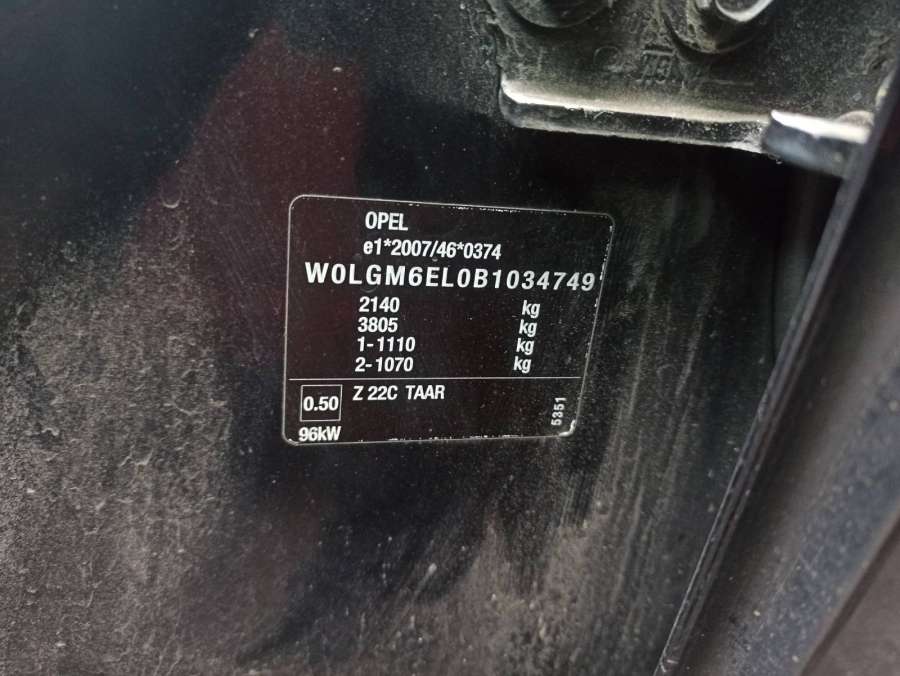 OPEL
e1*2007/46*0374
W0LGM6EL0B1034749
2140 kg
3805 kg
1-1110 kg
2-1070 kg
0.50 Z 22C TAAR
96kW
5351